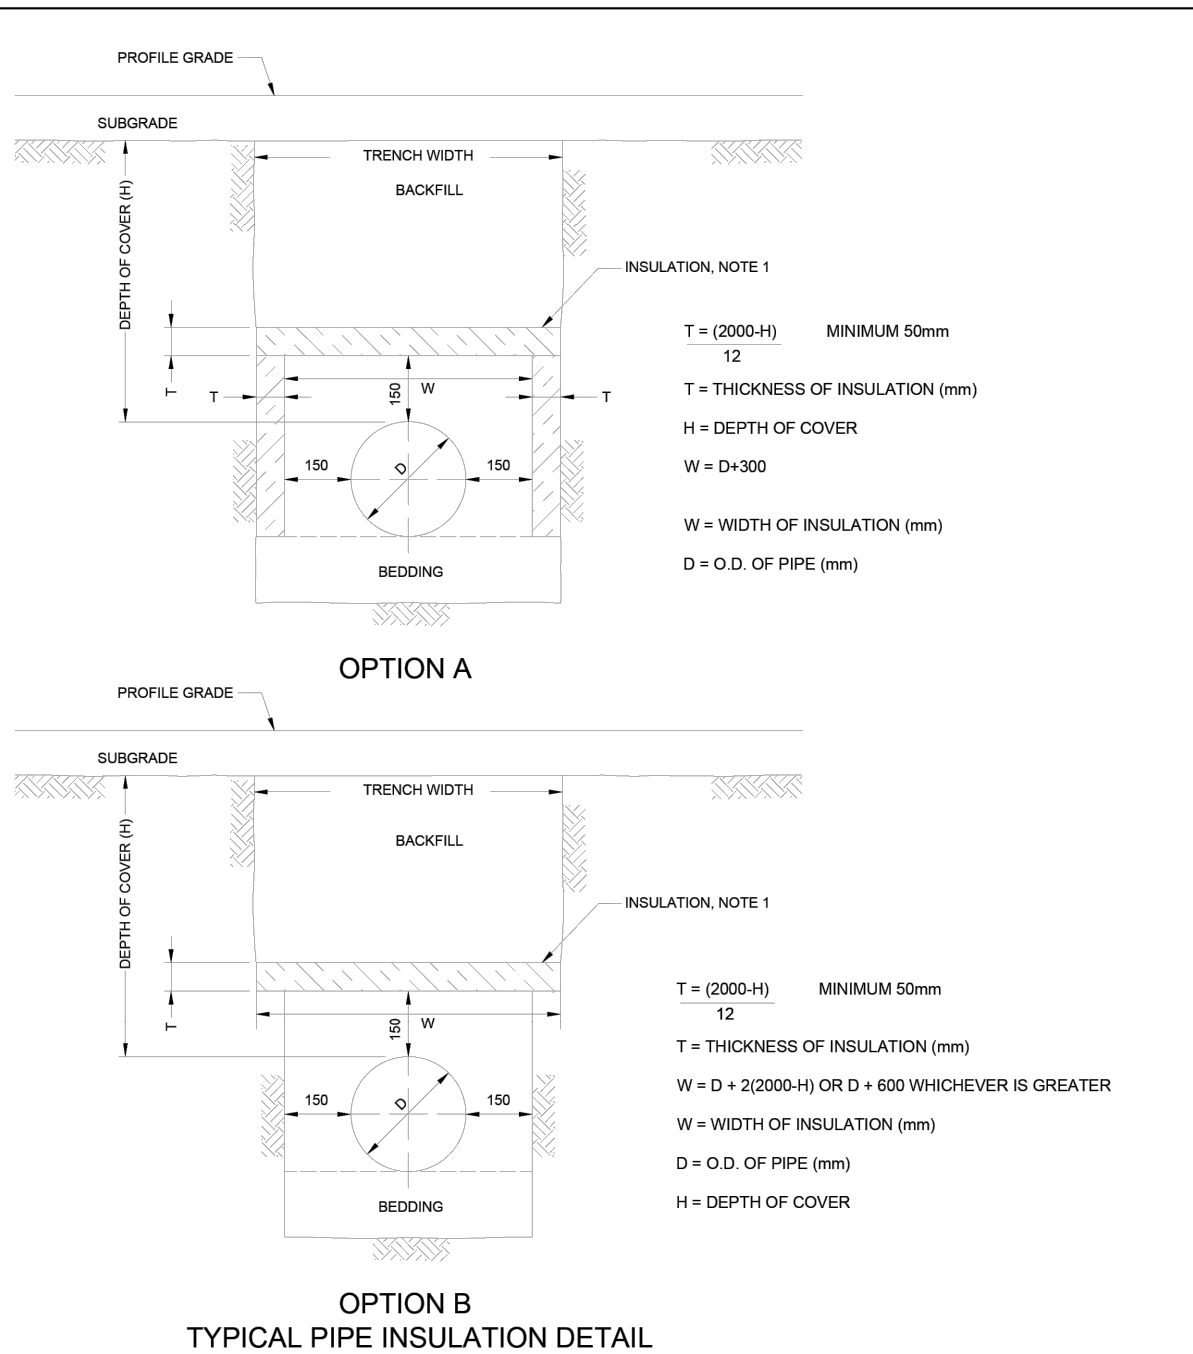 PROFILE GRADE
SUBGRADE
TRENCH WIDTH
BACKFILL
DEPTH OF COVER (H)
INSULATION, NOTE 1
T
T
T
150
W
150
D
150
BEDDING
T = (2000-H) MINIMUM 50mm
12
T = THICKNESS OF INSULATION (mm)
H = DEPTH OF COVER
W = D+300
W = WIDTH OF INSULATION (mm)
D = O.D. OF PIPE (mm)
OPTION A
PROFILE GRADE
SUBGRADE
TRENCH WIDTH
BACKFILL
DEPTH OF COVER (H)
INSULATION, NOTE 1
T
150
W
150
D
150
BEDDING
T = (2000-H) MINIMUM 50mm
12
T = THICKNESS OF INSULATION (mm)
W = D + 2(2000-H) OR D + 600 WHICHEVER IS GREATER
W = WIDTH OF INSULATION (mm)
D = O.D. OF PIPE (mm)
H = DEPTH OF COVER
OPTION B
TYPICAL PIPE INSULATION DETAIL